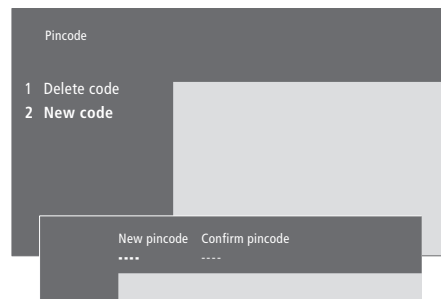 Pincode
1 Delete code
2 New code
New pincode Confirm pincode
---- ----